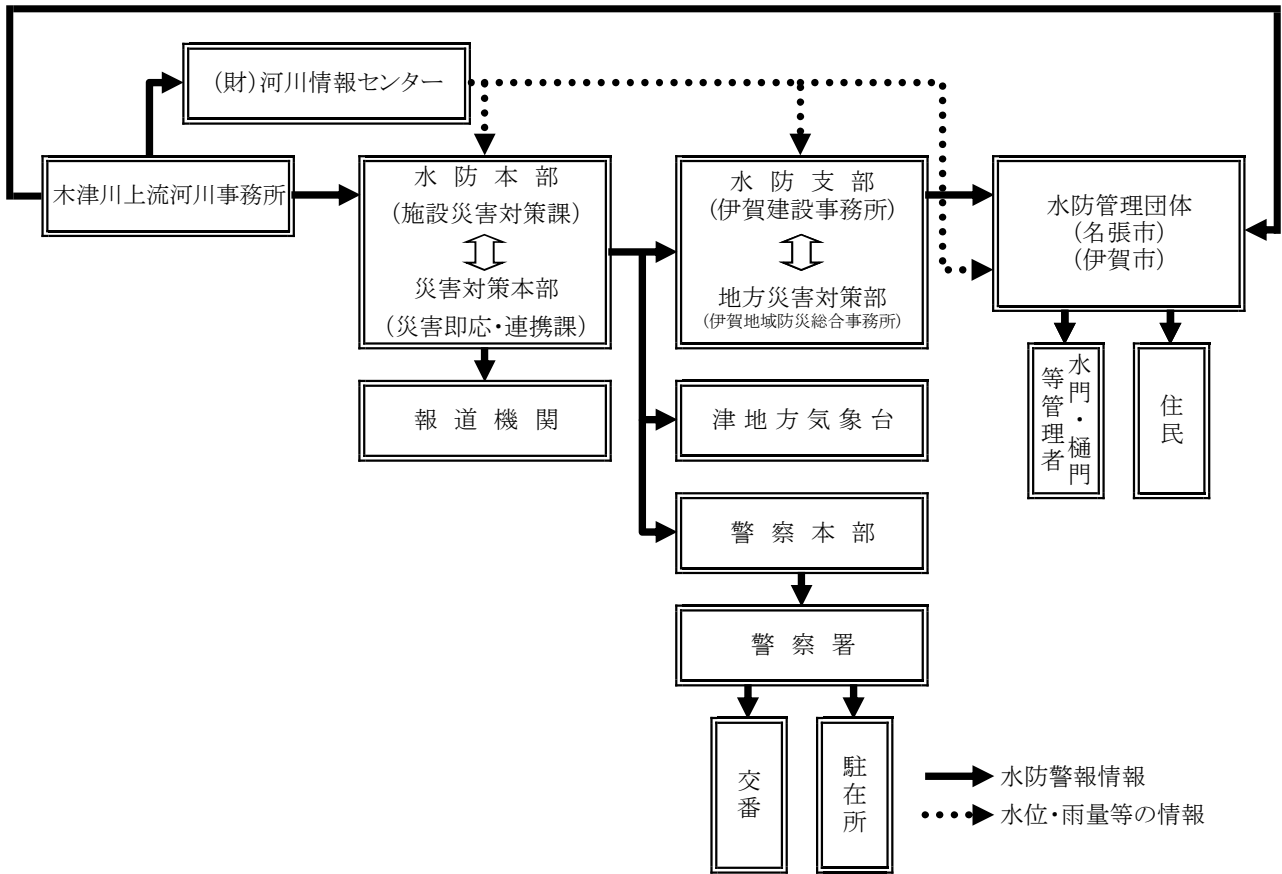 (財)河川情報センター
木津川上流河川事務所
水防本部
(施設災害対策課)
災害対策本部
(災害即応・連携課)
水防支部
(伊賀建設事務所)
地方災害対策部
(伊賀地域防災総合事務所)
水防管理団体
(名張市)
(伊賀市)
水門・樋門
等管理者
住民
報道機関
津地方気象台
警察本部
警察署
交番
駐在所
水防警報情報
水位・雨量等の情報